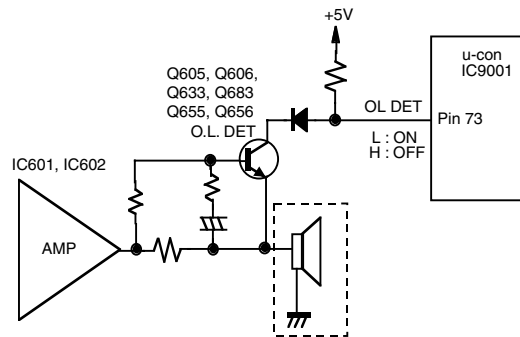 +5V
u-con
IC9001
Q605, Q606,
Q633, Q683
Q655, Q656
O.L. DET
OL DET
Pin 73
L : ON
H : OFF
IC601, IC602
AMP